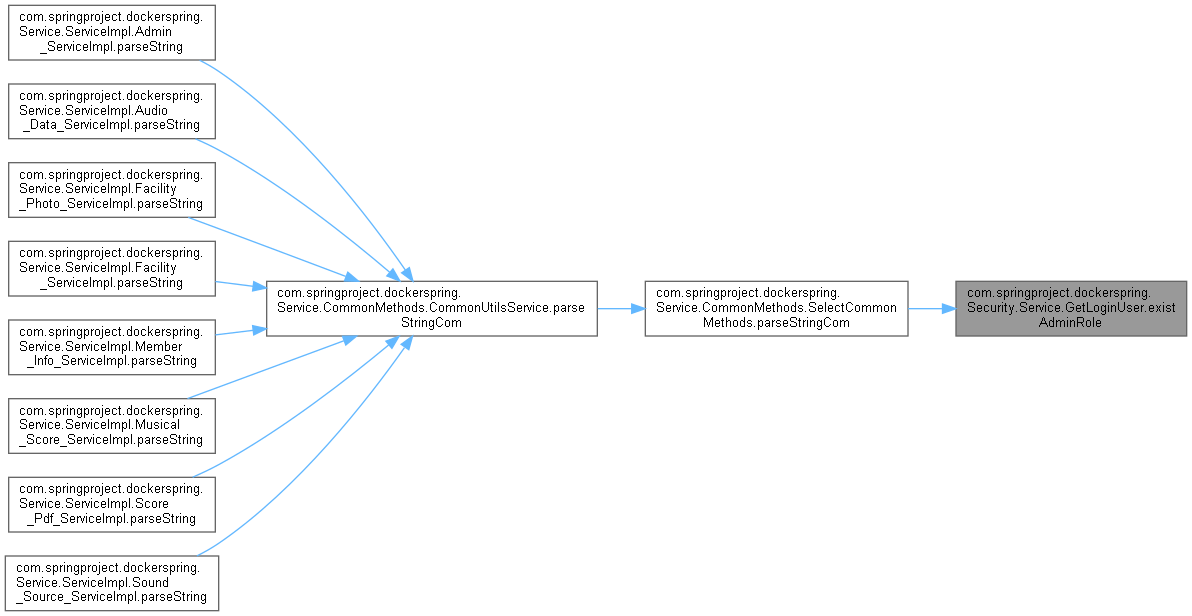 com.springproject.dockerspring.
Service.ServiceImpl.Admin
_ServiceImpl.parseString
com.springproject.dockerspring.
Service.ServiceImpl.Audio
_Data_ServiceImpl.parseString
com.springproject.dockerspring.
Service.ServiceImpl.Facility
_Photo_ServiceImpl.parseString
com.springproject.dockerspring.
Service.ServiceImpl.Facility
_ServiceImpl.parseString
com.springproject.dockerspring.
Service.ServiceImpl.Member
_Info_ServiceImpl.parseString
com.springproject.dockerspring.
Service.ServiceImpl.Musical
_Score_ServiceImpl.parseString
com.springproject.dockerspring.
Service.ServiceImpl.Score
_Pdf_ServiceImpl.parseString
com.springproject.dockerspring.
Service.ServiceImpl.Sound
_Source_ServiceImpl.parseString
com.springproject.dockerspring.
Service.CommonMethods.CommonUtilsService.parse
StringCom
com.springproject.dockerspring.
Service.CommonMethods.SelectCommon
Methods.parseStringCom
com.springproject.dockerspring.
Security.Service.GetLoginUser.exist
AdminRole